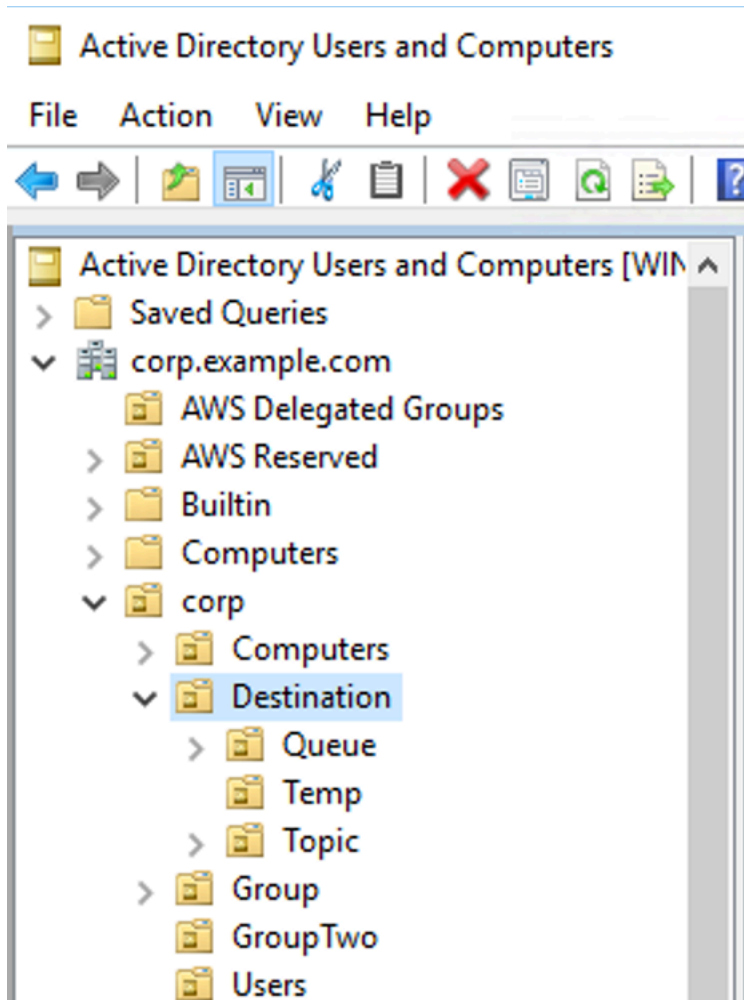 Active Directory Users and Computers
File Action View Help
?
Active Directory Users and Computers [WIN
Saved Queries
corp.example.com
AWS Delegated Groups
AWS Reserved
Builtin
Computers
corp
Computers
Destination
Queue
Temp
Topic
Group
GroupTwo
Users